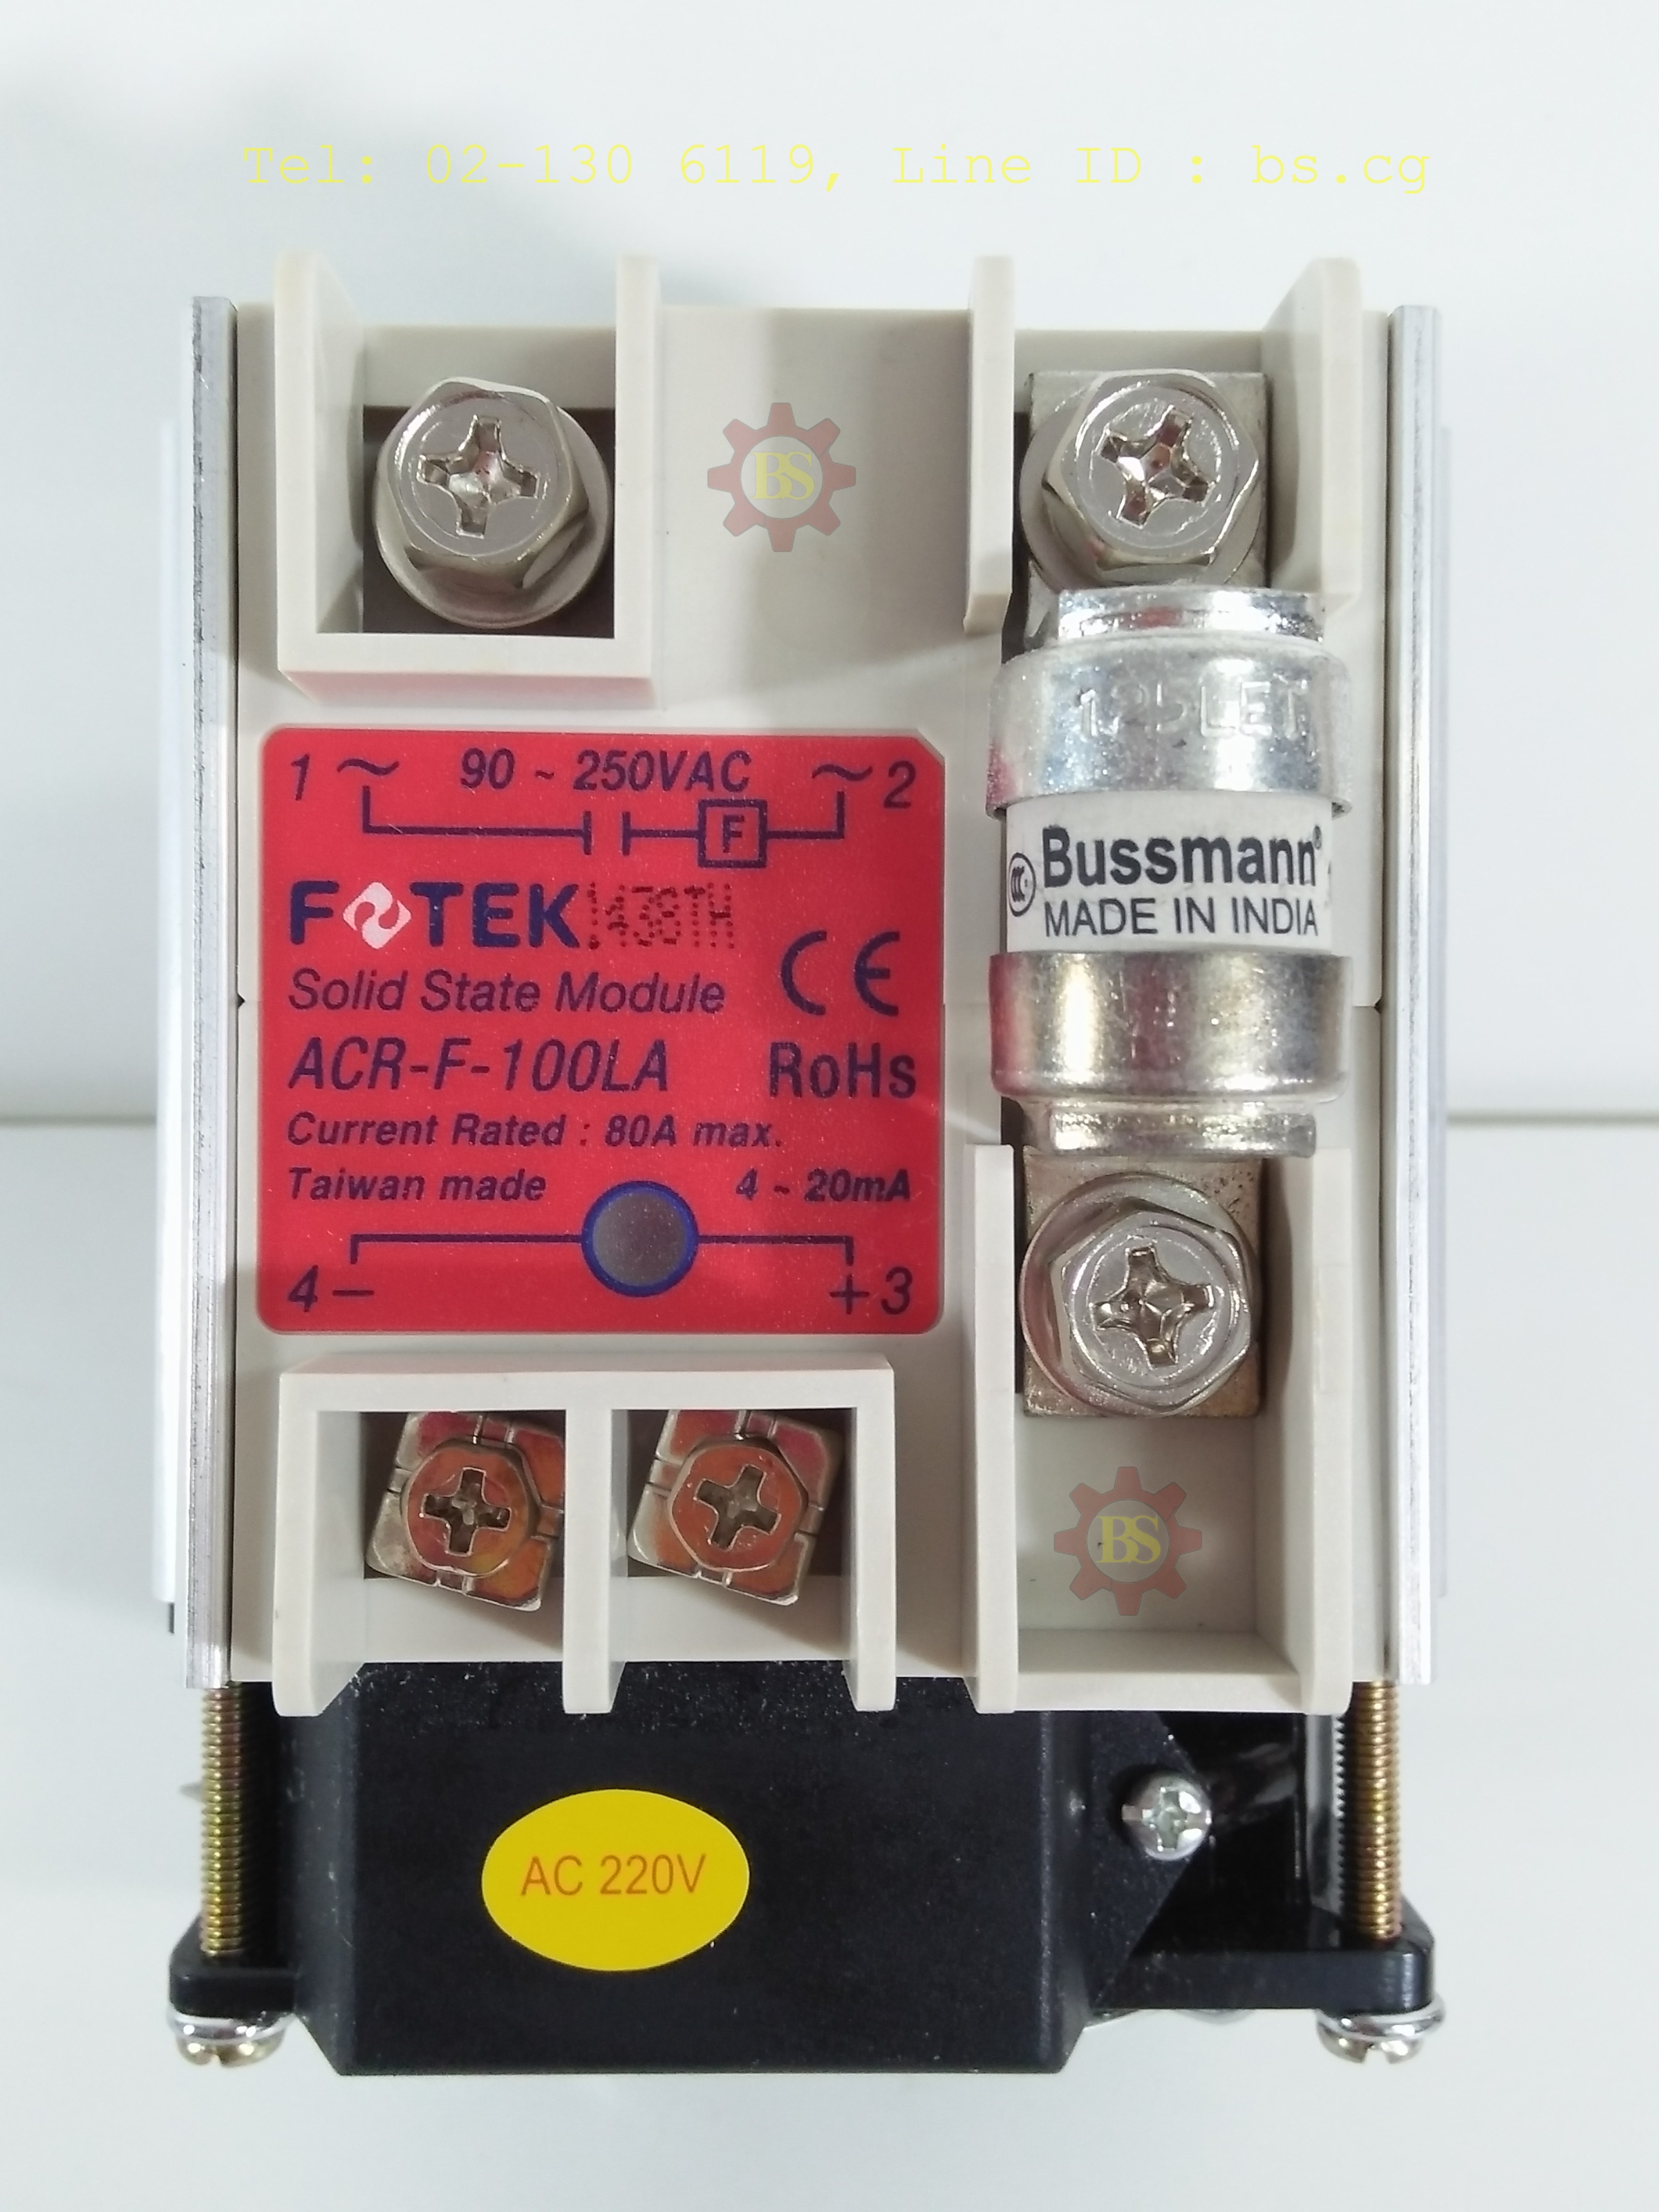 Tel: 02-130 6119, Line ID : bs.cg
BS
125LET
1 ~ 90 ~ 250VAC ~ 2
F
Bussmann®
MADE IN INDIA
FOTEK
CE
Solid State Module
ACR-F-100LA RoHs
Current Rated : 80A max.
Taiwan made 4 ~ 20mA
4 − + 3
BS
AC 220V